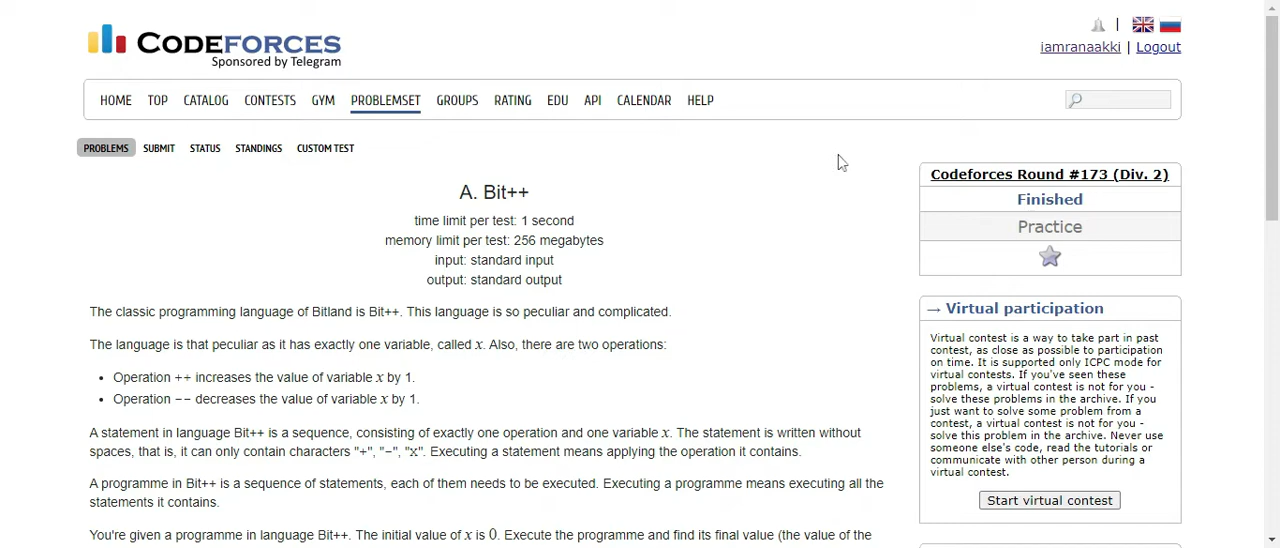 CODEFORCES
Sponsored by Telegram
|
iamranaakki | Logout
HOME TOP CATALOG CONTESTS GYM PROBLEMSET GROUPS RATING EDU API CALENDAR HELP
PROBLEMS SUBMIT STATUS STANDINGS CUSTOM TEST
A. Bit++
time limit per test: 1 second
memory limit per test: 256 megabytes
input: standard input
output: standard output
The classic programming language of Bitland is Bit++. This language is so peculiar and complicated.
The language is that peculiar as it has exactly one variable, called x. Also, there are two operations:
• Operation ++ increases the value of variable x by 1.
• Operation -- decreases the value of variable x by 1.
A statement in language Bit++ is a sequence, consisting of exactly one operation and one variable x. The statement is written without
spaces, that is, it can only contain characters "+", "-", "x". Executing a statement means applying the operation it contains.
A programme in Bit++ is a sequence of statements, each of them needs to be executed. Executing a programme means executing all the
statements it contains.
You're given a programme in language Bit++. The initial value of x is 0. Execute the programme and find its final value (the value of the
Codeforces Round #173 (Div. 2)
Finished
Practice
→ Virtual participation
Virtual contest is a way to take part in past
contest, as close as possible to participation
on time. It is supported only ICPC mode for
virtual contests. If you've seen these
problems, a virtual contest is not for you -
solve these problems in the archive. If you
just want to solve some problem from a
contest, a virtual contest is not for you -
solve this problem in the archive. Never use
someone else's code, read the tutorials or
communicate with other person during a
virtual contest.
Start virtual contest